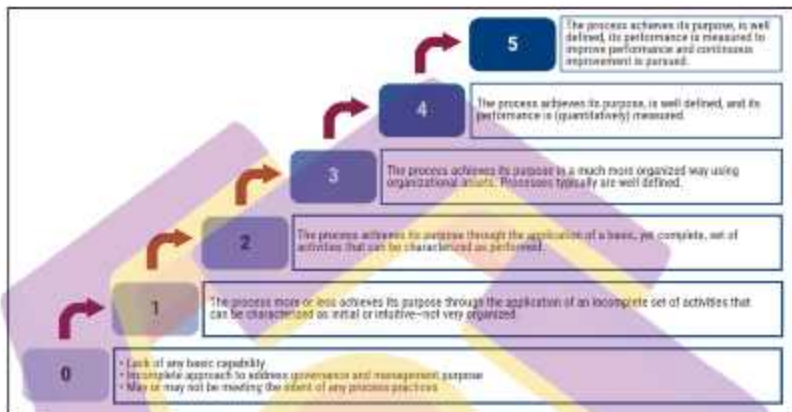 5
The process achieves its purpose, is well
defined, its performance is measured to
improve performance and continuous
improvement is pursued.
4
The process achieves its purpose, is well defined, and its
performance is (quantitatively) measured.
3
The process achieves its purpose in a much more organized way using
organizational assets. Processes typically are well defined.
2
The process achieves its purpose through the application of a basic, yet complete, set of
activities that can be characterized as performed.
1
The process more or less achieves its purpose through the application of an incomplete set of activities that
can be characterized as initial or intuitive—not very organized.
0
• Lack of any basic capability
• Incomplete approach to address governance and management purpose
• May or may not be meeting the intent of any process practices